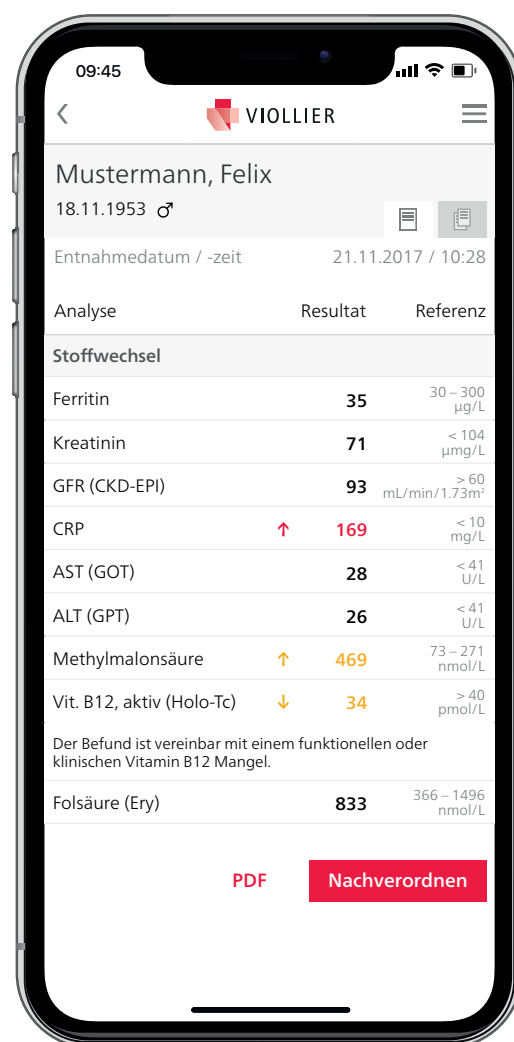 09:45
VIOLLIER
Mustermann, Felix
18.11.1953 ♂
Entnahmedatum / -zeit 21.11.2017 / 10:28
Analyse Resultat Referenz
Stoffwechsel
Ferritin 35 30 – 300 µg/L
Kreatinin 71 < 104 µmg/L
GFR (CKD-EPI) 93 > 60 mL/min/1.73m²
CRP ↑ 169 < 10 mg/L
AST (GOT) 28 < 41 U/L
ALT (GPT) 26 < 41 U/L
Methylmalonsäure ↑ 469 73 – 271 nmol/L
Vit. B12, aktiv (Holo-Tc) ↓ 34 > 40 pmol/L
Der Befund ist vereinbar mit einem funktionellen oder
klinischen Vitamin B12 Mangel.
Folsäure (Ery) 833 366 – 1496 nmol/L
PDF Nachverordnen